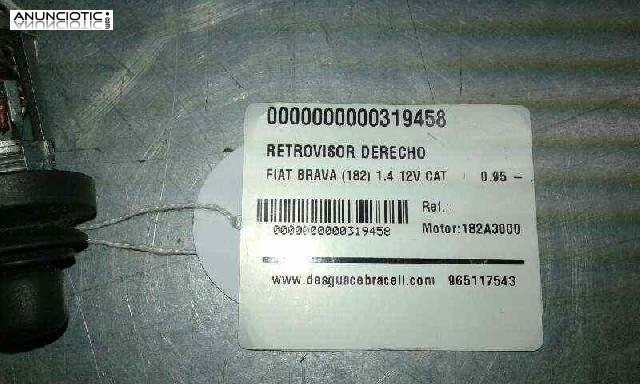 ANUNCIOTIC.com
0000000000319458
RETROVISOR DERECHO
FIAT BRAVA (182) 1.4 12V CAT / 0.95 -
Ref.:
0000000000319458
Motor:182A3000
www.desguacebracell.com 965117543